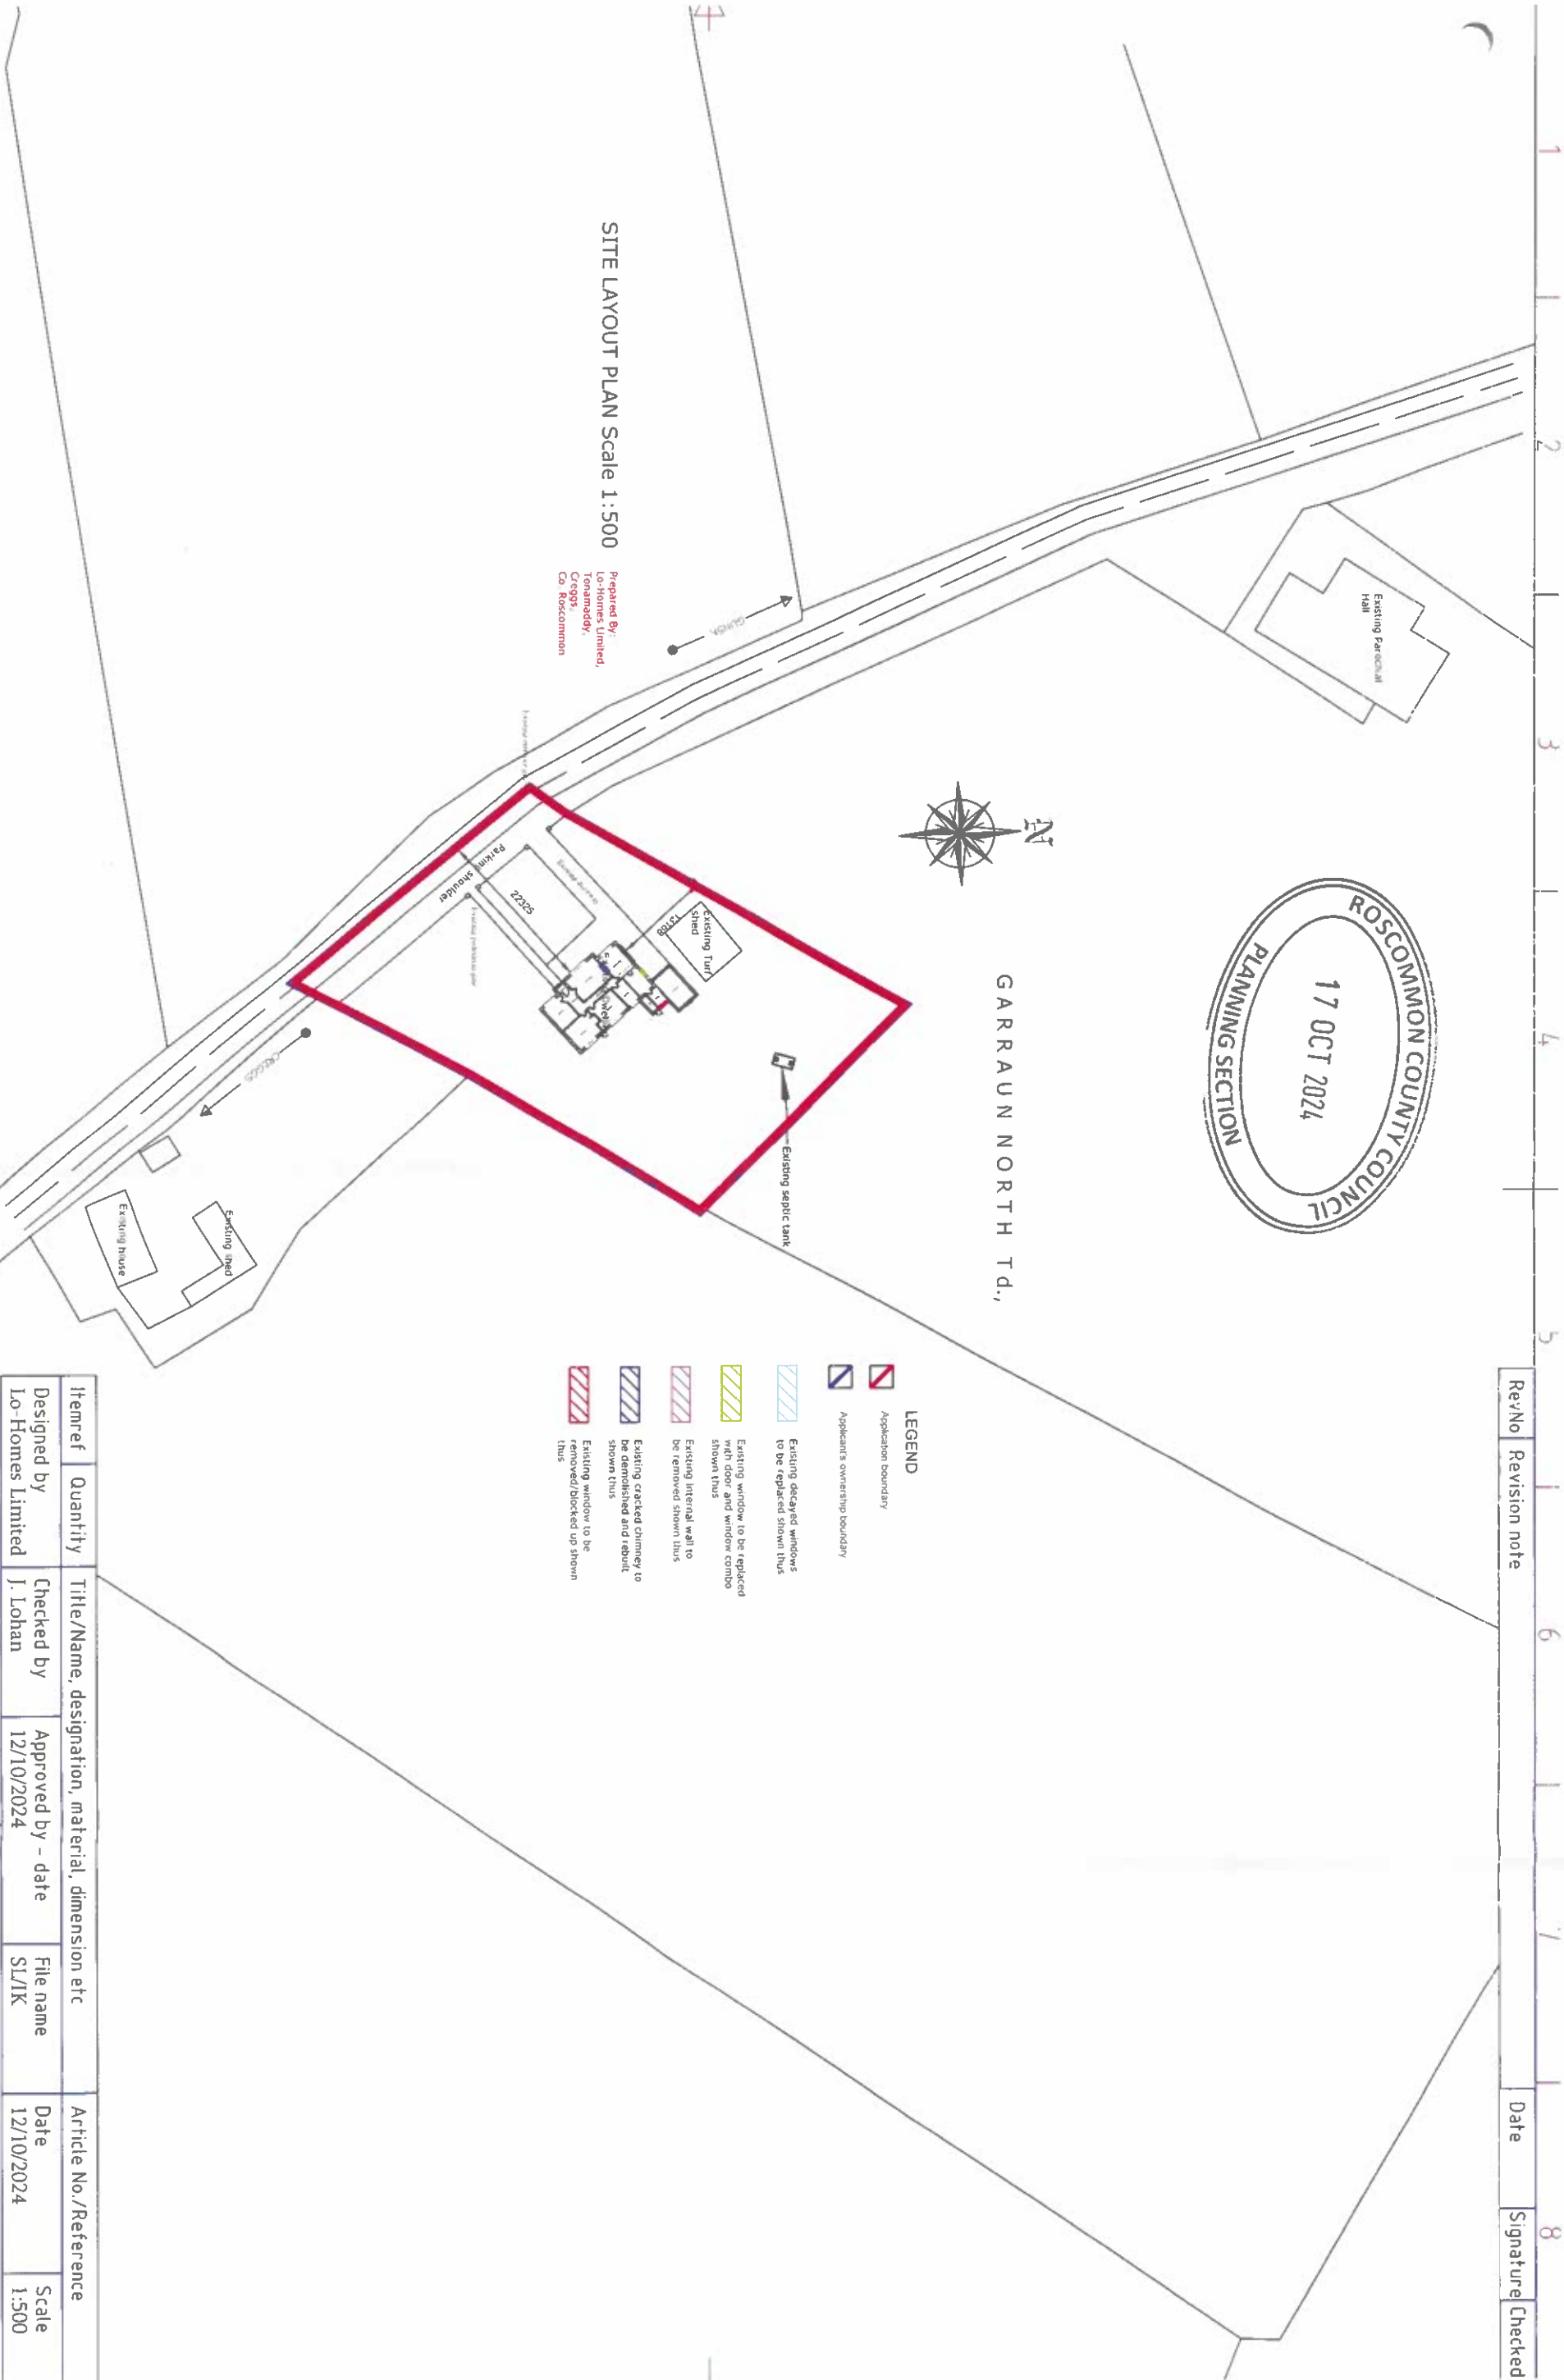 1
2
3
4
5
6
7
8
RevNo
Revision note
Date
Signature
Checked
Existing Parochial
Hall
ROSCOMMON COUNTY COUNCIL
17 OCT 2024
PLANNING SECTION
N
GARRAUN NORTH Td.,
SITE LAYOUT PLAN Scale 1:500
Prepared By:
Lo-Homes Limited,
Tonamaddy,
Creggs,
Co. Roscommon
Existing Turf
shed
13788
22325
Parking shoulder
Existing septic tank
CREGGS
Existing shed
Existing house
LEGEND
Application boundary
Applicant's ownership boundary
Existing decayed windows
to be replaced shown thus
Existing window to be replaced
with door and window combo
shown thus
Existing internal wall to
be removed shown thus
Existing cracked chimney to
be demolished and rebuilt
shown thus
Existing window to be
removed/blocked up shown
thus
Itemref
Quantity
Title/Name, designation, material, dimension etc
Article No./Reference
Designed by
Lo-Homes Limited
Checked by
J. Lohan
Approved by - date
12/10/2024
File name
SL/IK
Date
12/10/2024
Scale
1:500